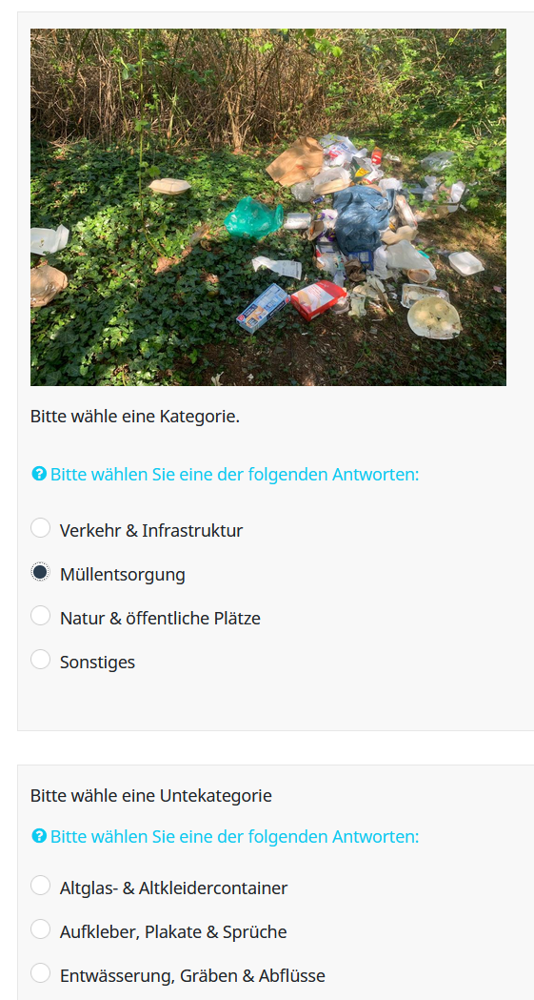 Bitte wähle eine Kategorie.
Bitte wählen Sie eine der folgenden Antworten:
Verkehr & Infrastruktur
Müllentsorgung
Natur & öffentliche Plätze
Sonstiges
Bitte wähle eine Untekategorie
Bitte wählen Sie eine der folgenden Antworten:
Altglas- & Altkleidercontainer
Aufkleber, Plakate & Sprüche
Entwässerung, Gräben & Abflüsse